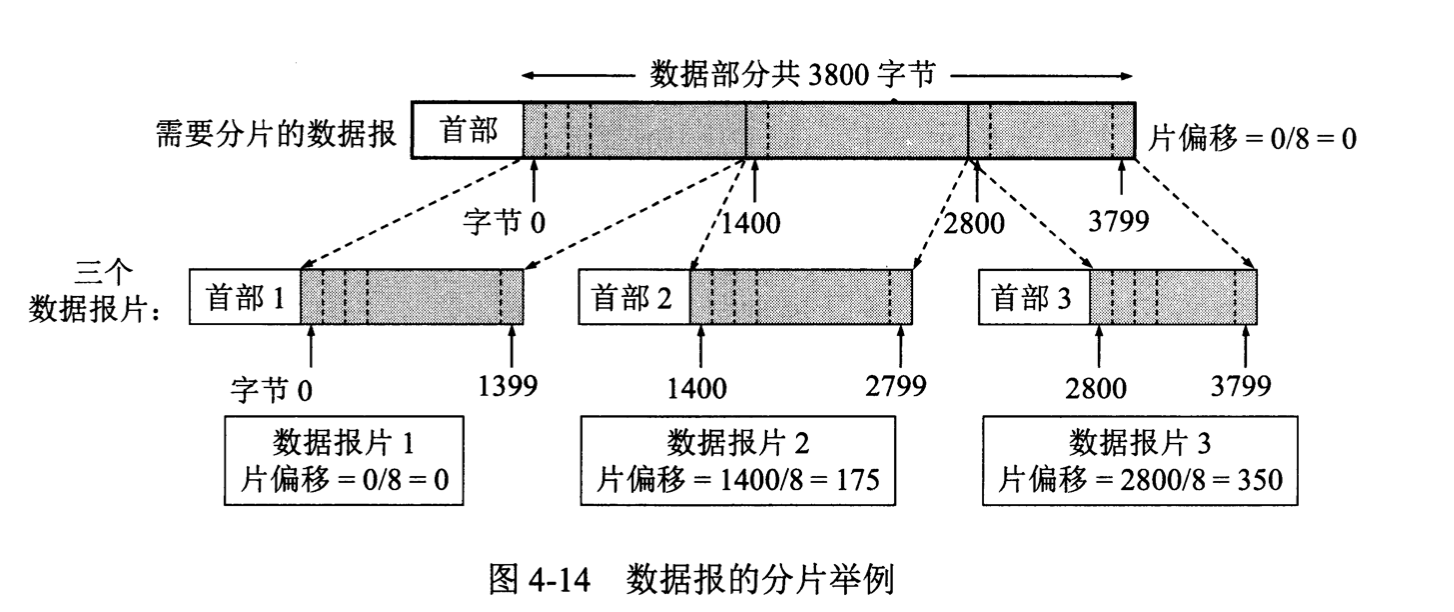 数据部分共 3800 字节
需要分片的数据报
首部
片偏移 = 0/8 = 0
字节 0
1400
2800
3799
三个
数据报片：
首部 1
首部 2
首部 3
字节 0
1399
1400
2799
2800
3799
数据报片 1
片偏移 = 0/8 = 0
数据报片 2
片偏移 = 1400/8 = 175
数据报片 3
片偏移 = 2800/8 = 350
图 4-14 数据报的分片举例